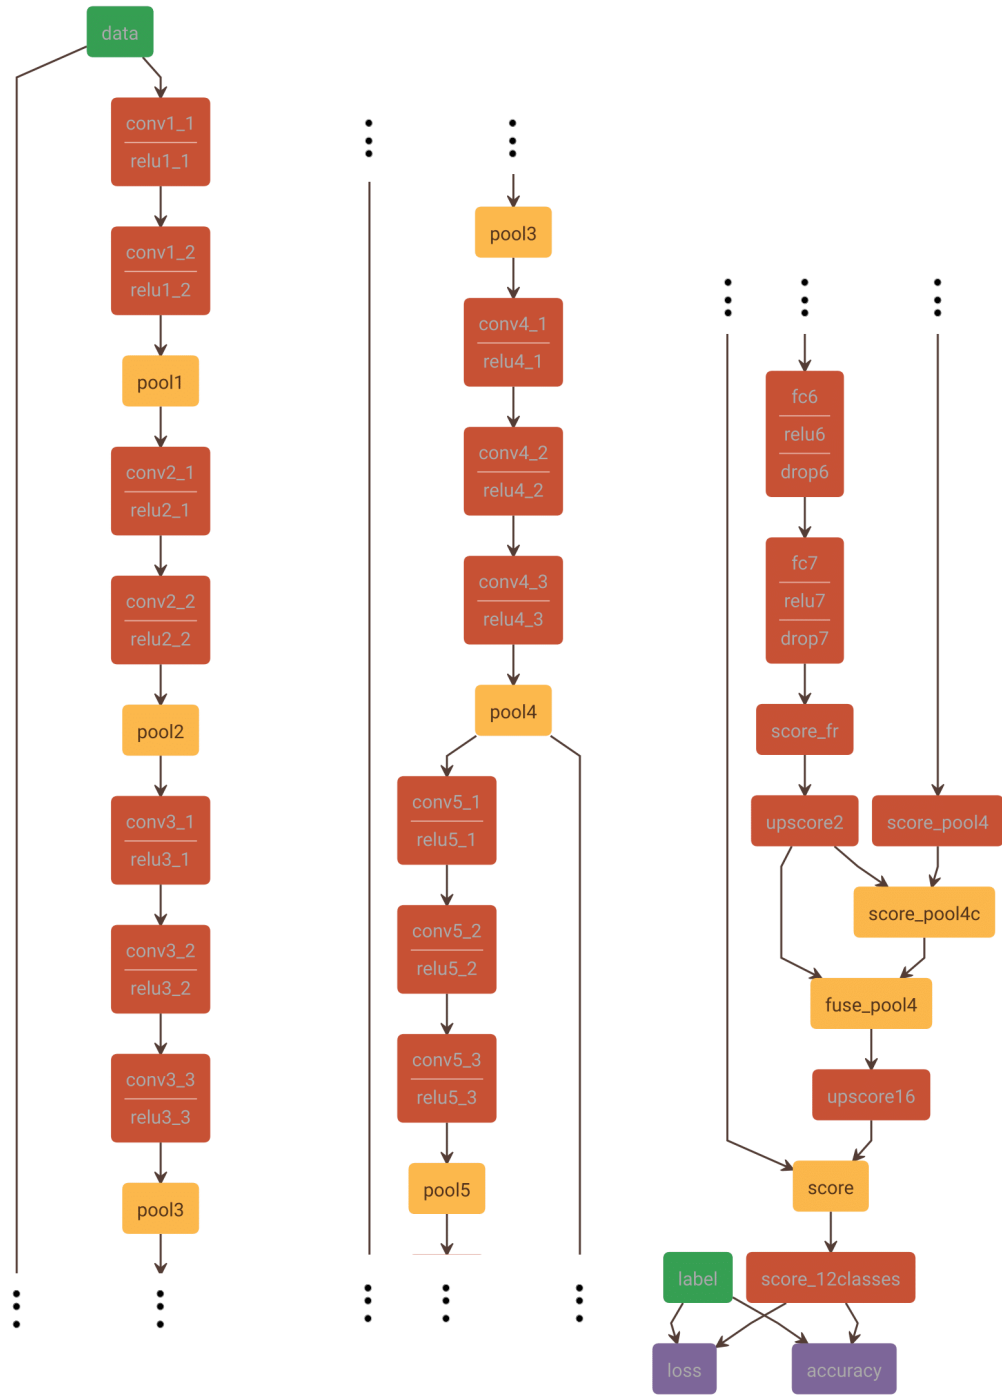 data
conv1_1
relu1_1
conv1_2
relu1_2
pool1
conv2_1
relu2_1
conv2_2
relu2_2
pool2
conv3_1
relu3_1
conv3_2
relu3_2
conv3_3
relu3_3
pool3
pool3
conv4_1
relu4_1
conv4_2
relu4_2
conv4_3
relu4_3
pool4
conv5_1
relu5_1
conv5_2
relu5_2
conv5_3
relu5_3
pool5
fc6
relu6
drop6
fc7
relu7
drop7
score_fr
upscore2
score_pool4
score_pool4c
fuse_pool4
upscore16
score
label
score_12classes
loss
accuracy